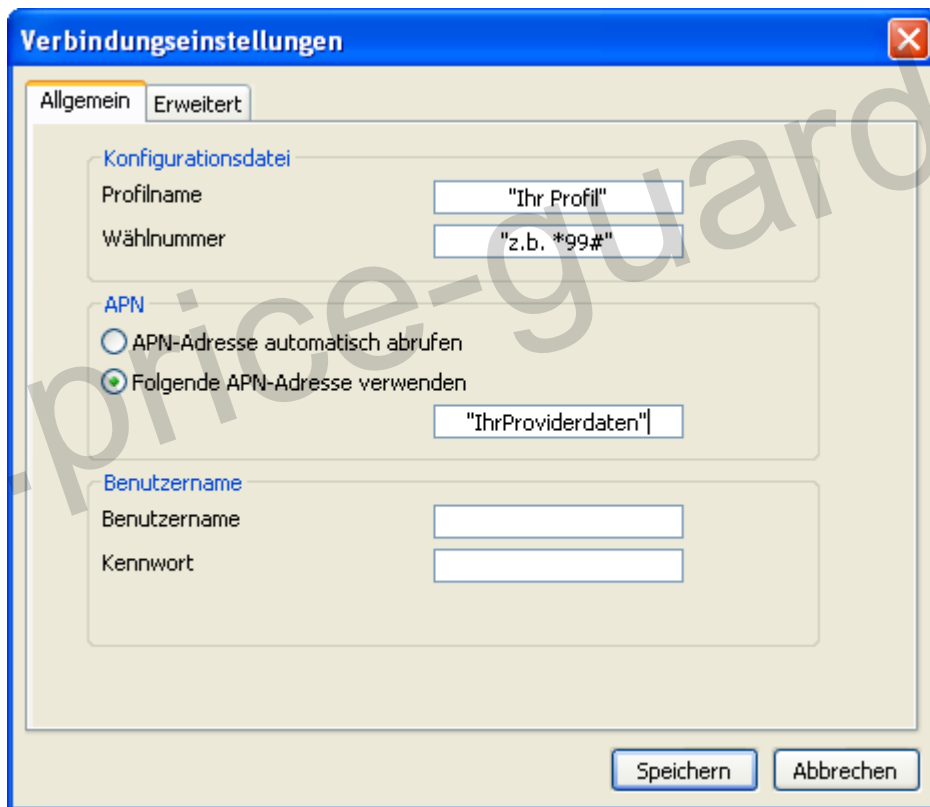 Verbindungseinstellungen
Allgemein Erweitert
Konfigurationsdatei
Profilname "Ihr Profil"
Wählnummer "z.b. *99#"
APN
APN-Adresse automatisch abrufen
Folgende APN-Adresse verwenden
"IhrProviderdaten"
Benutzername
Benutzername
Kennwort
Speichern Abbrechen
.price-guard